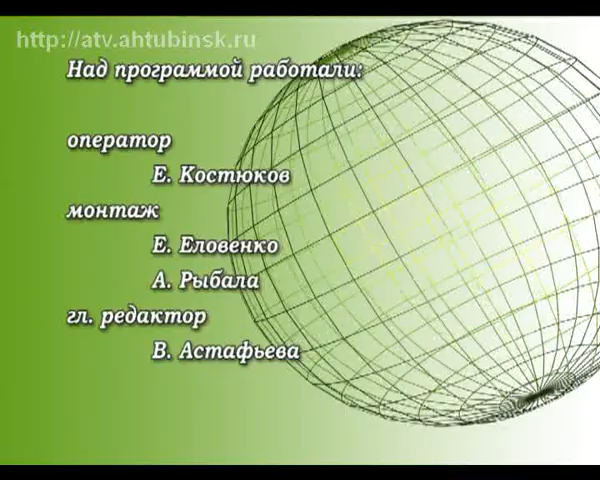 http://atv.ahtubinsk.ru
Над программой работали:
оператор
Е. Костюков
монтаж
Е. Еловенко
А. Рыбала
гл. редактор
В. Астафьева